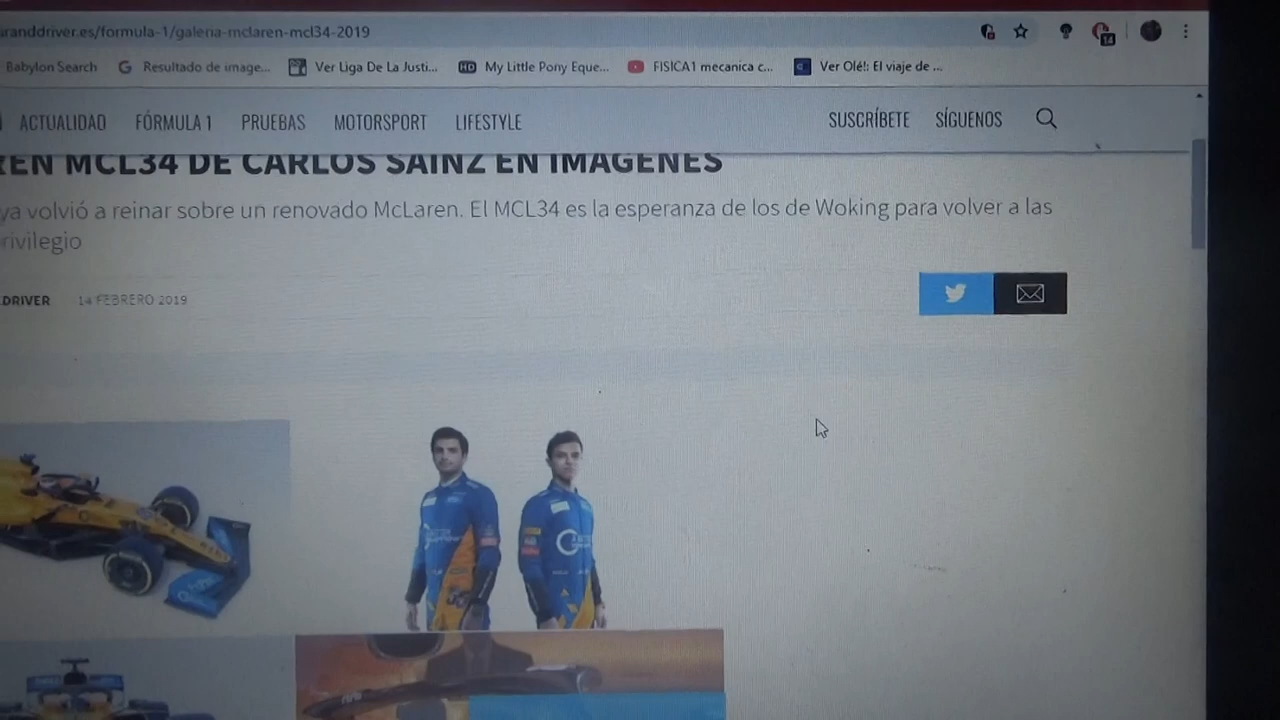 aranddriver.es/formula-1/galeria-mclaren-mcl34-2019
14
Babylon Search
Resultado de image...
Ver Liga De La Justi...
HD
My Little Pony Eque...
FISICA1 mecanica c...
Ver Olé!: El viaje de ...
ACTUALIDAD
FÓRMULA 1
PRUEBAS
MOTORSPORT
LIFESTYLE
SUSCRÍBETE
SÍGUENOS
REN MCL34 DE CARLOS SAINZ EN IMÁGENES
ya volvió a reinar sobre un renovado McLaren. El MCL34 es la esperanza de los de Woking para volver a las
rivilegio
DRIVER
14 FEBRERO 2019